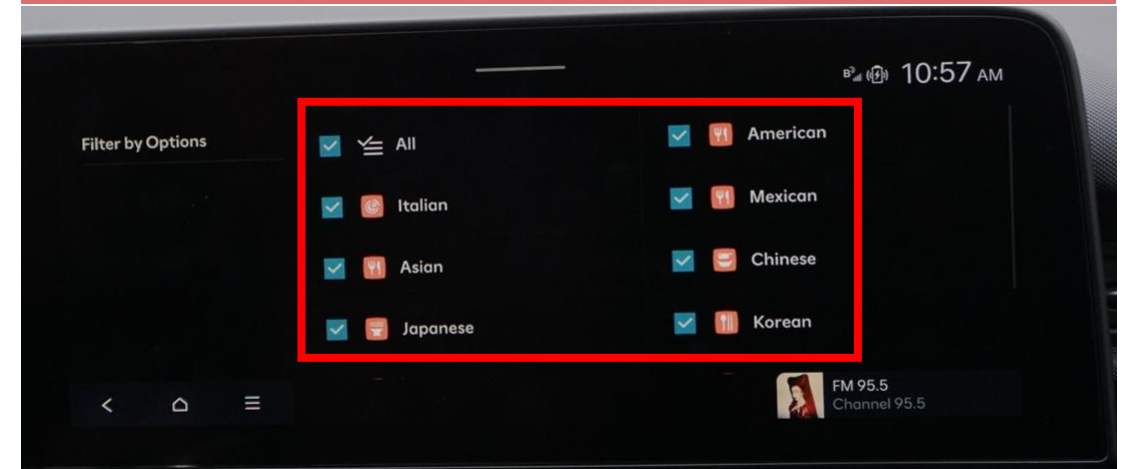 10:57 AM
Filter by Options
All
American
Italian
Mexican
Asian
Chinese
Japanese
Korean
FM 95.5
Channel 95.5